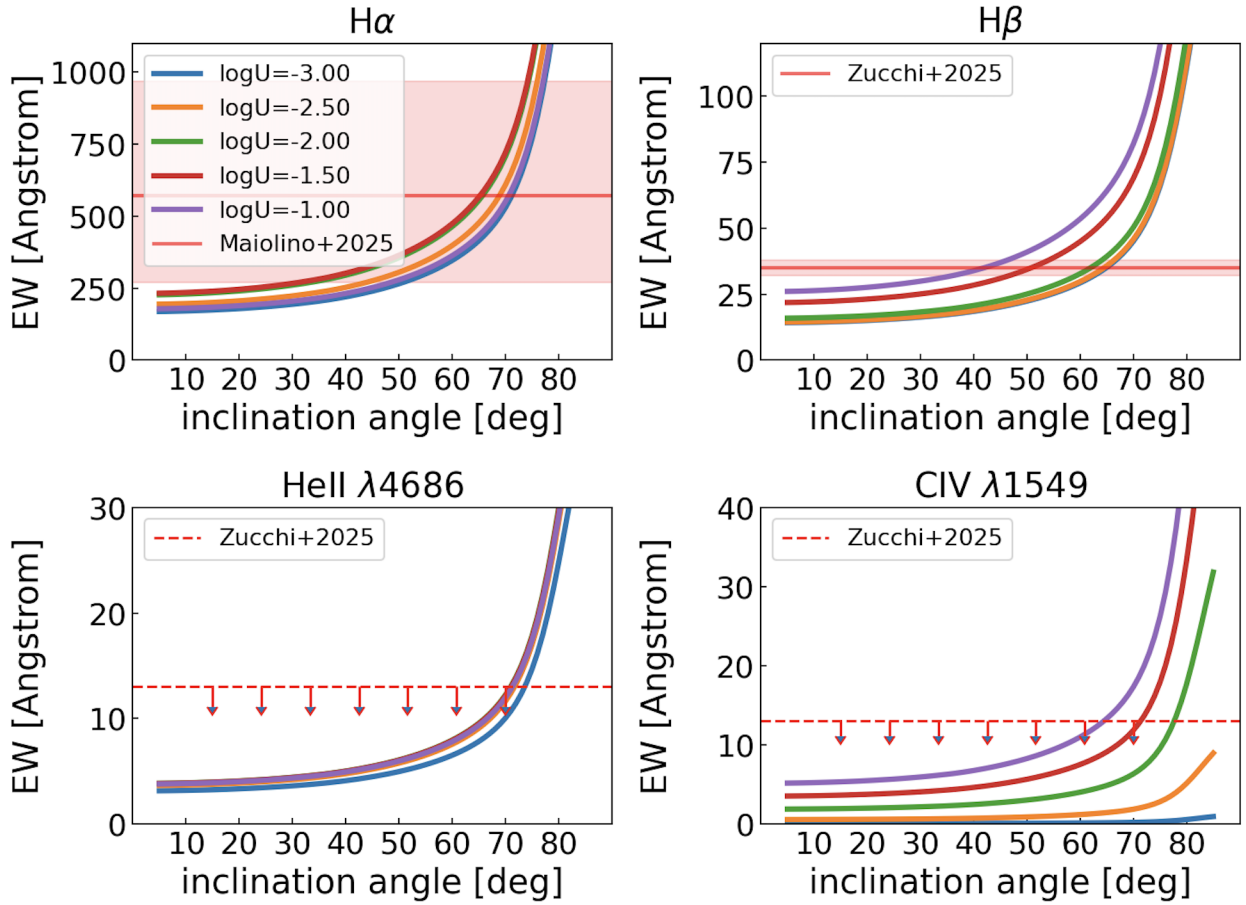 Hα
EW [Angstrom]
1000
750
500
250
0
logU=-3.00
logU=-2.50
logU=-2.00
logU=-1.50
logU=-1.00
Maiolino+2025
10 20 30 40 50 60 70 80
inclination angle [deg]
Hβ
EW [Angstrom]
100
75
50
25
0
Zucchi+2025
10 20 30 40 50 60 70 80
inclination angle [deg]
HeII λ4686
EW [Angstrom]
30
20
10
0
Zucchi+2025
10 20 30 40 50 60 70 80
inclination angle [deg]
CIV λ1549
EW [Angstrom]
40
30
20
10
0
Zucchi+2025
10 20 30 40 50 60 70 80
inclination angle [deg]